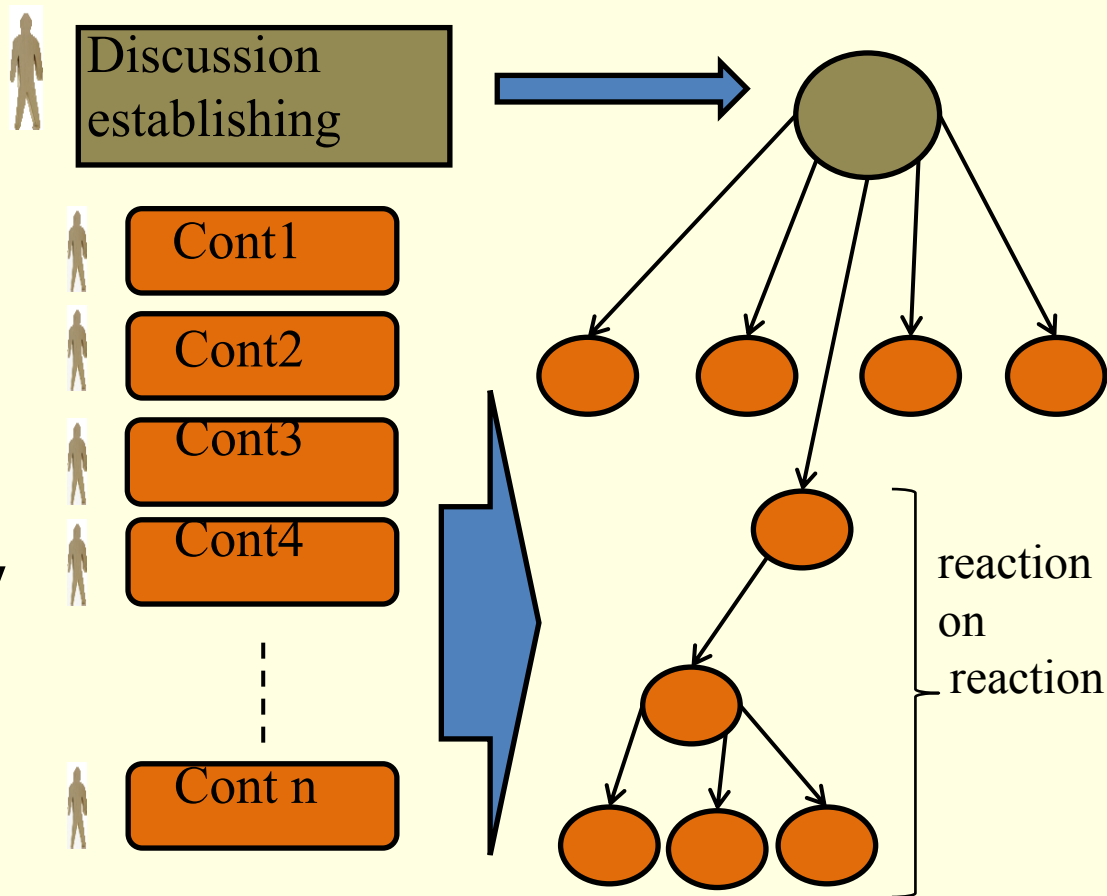 Discussion
establishing
Cont1
Cont2
Cont3
Cont4
Cont n
reaction
on
reaction